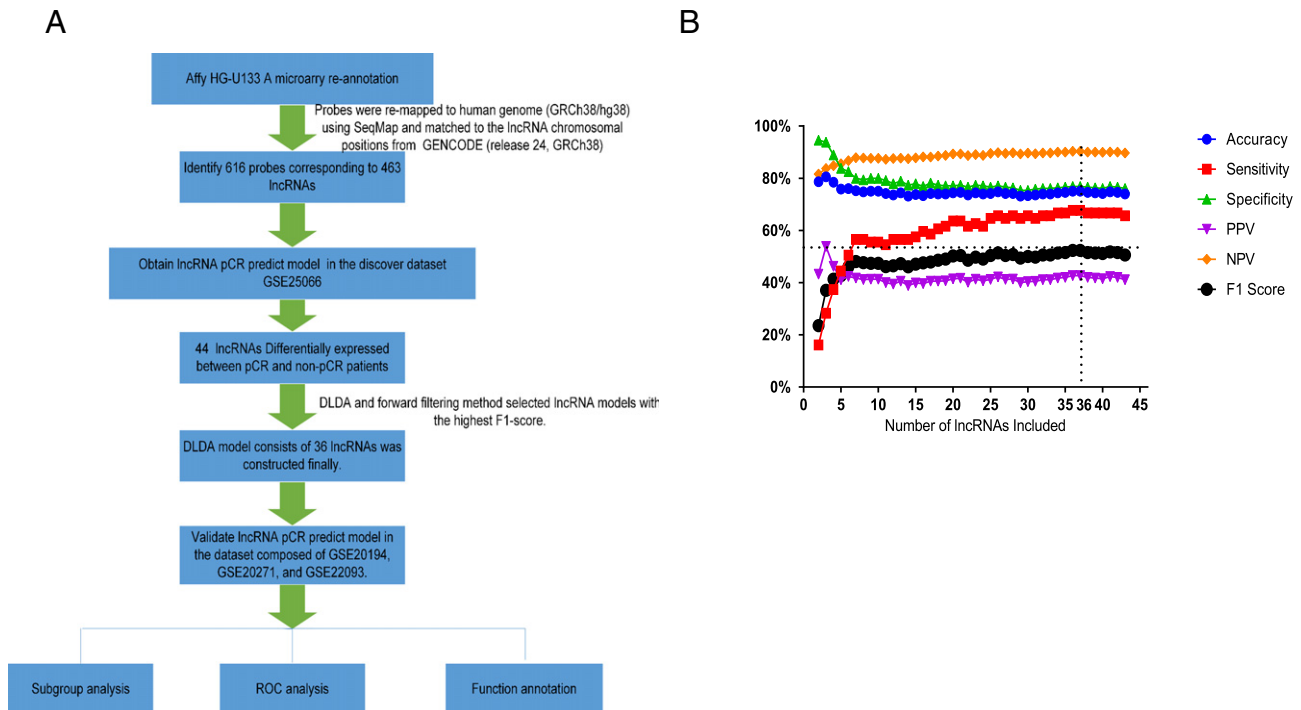 A
Affy HG-U133 A microarry re-annotation
Probes were re-mapped to human genome (GRCh38/hg38)
using SeqMap and matched to the lncRNA chromosomal
positions from GENCODE (release 24, GRCh38)
Identify 616 probes corresponding to 463
lncRNAs
Obtain lncRNA pCR predict model in the discover dataset
GSE25066
44 lncRNAs Differentially expressed
between pCR and non-pCR patients
DLDA and forward filtering method selected lncRNA models with
the highest F1-score.
DLDA model consists of 36 lncRNAs was
constructed finally.
Validate lncRNA pCR predict model in
the dataset composed of GSE20194,
GSE20271, and GSE22093.
Subgroup analysis
ROC analysis
Function annotation
B
100%
80%
60%
40%
20%
0%
0 5 10 15 20 25 30 35 36 40 45
Number of lncRNAs Included
Accuracy
Sensitivity
Specificity
PPV
NPV
F1 Score